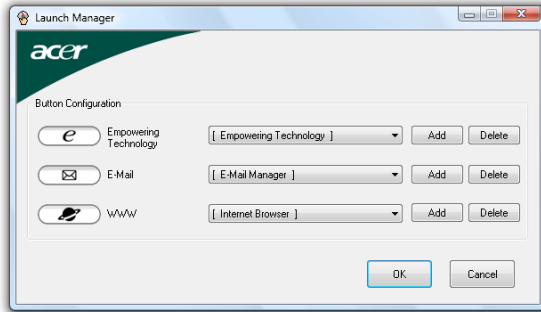 Launch Manager
acer
Button Configuration
e
Empowering
Technology
[ Empowering Technology ]
Add
Delete
E-Mail
[ E-Mail Manager ]
Add
Delete
WWW
[ Internet Browser ]
Add
Delete
OK
Cancel